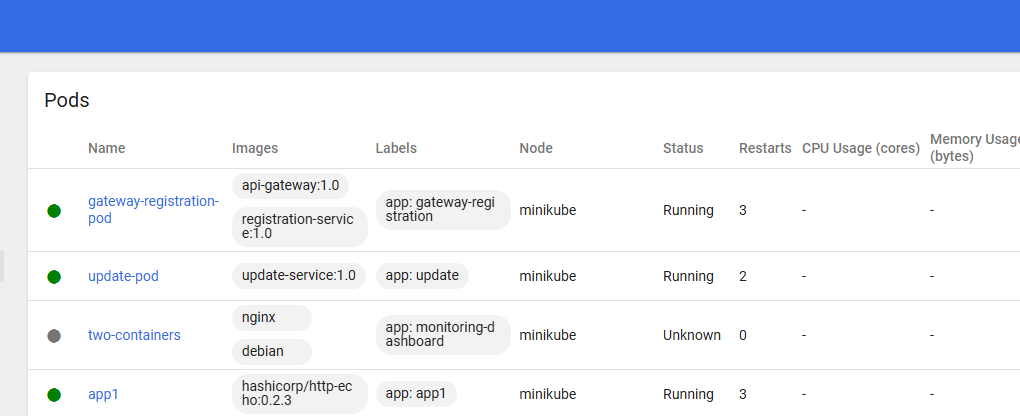 Pods
Name Images Labels Node Status Restarts CPU Usage (cores) Memory Usage
(bytes)
gateway-registration-
pod
api-gateway:1.0
registration-servic
e:1.0
app: gateway-regi
stration
minikube Running 3 - -
update-pod update-service:1.0 app: update minikube Running 2 - -
two-containers
nginx
debian
app: monitoring-d
ashboard
minikube Unknown 0 - -
app1
hashicorp/http-ec
ho:0.2.3
app: app1 minikube Running 3 - -